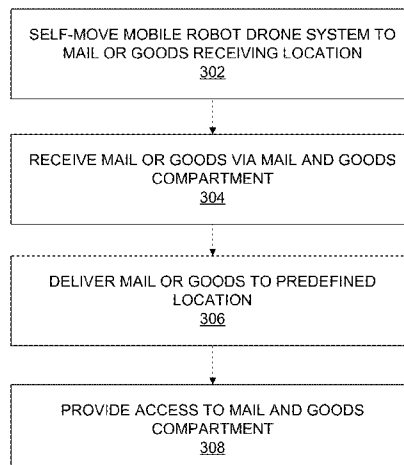 SELF-MOVE MOBILE ROBOT DRONE SYSTEM TO
MAIL OR GOODS RECEIVING LOCATION
302
RECEIVE MAIL OR GOODS VIA MAIL AND GOODS
COMPARTMENT
304
DELIVER MAIL OR GOODS TO PREDEFINED
LOCATION
306
PROVIDE ACCESS TO MAIL AND GOODS
COMPARTMENT
308